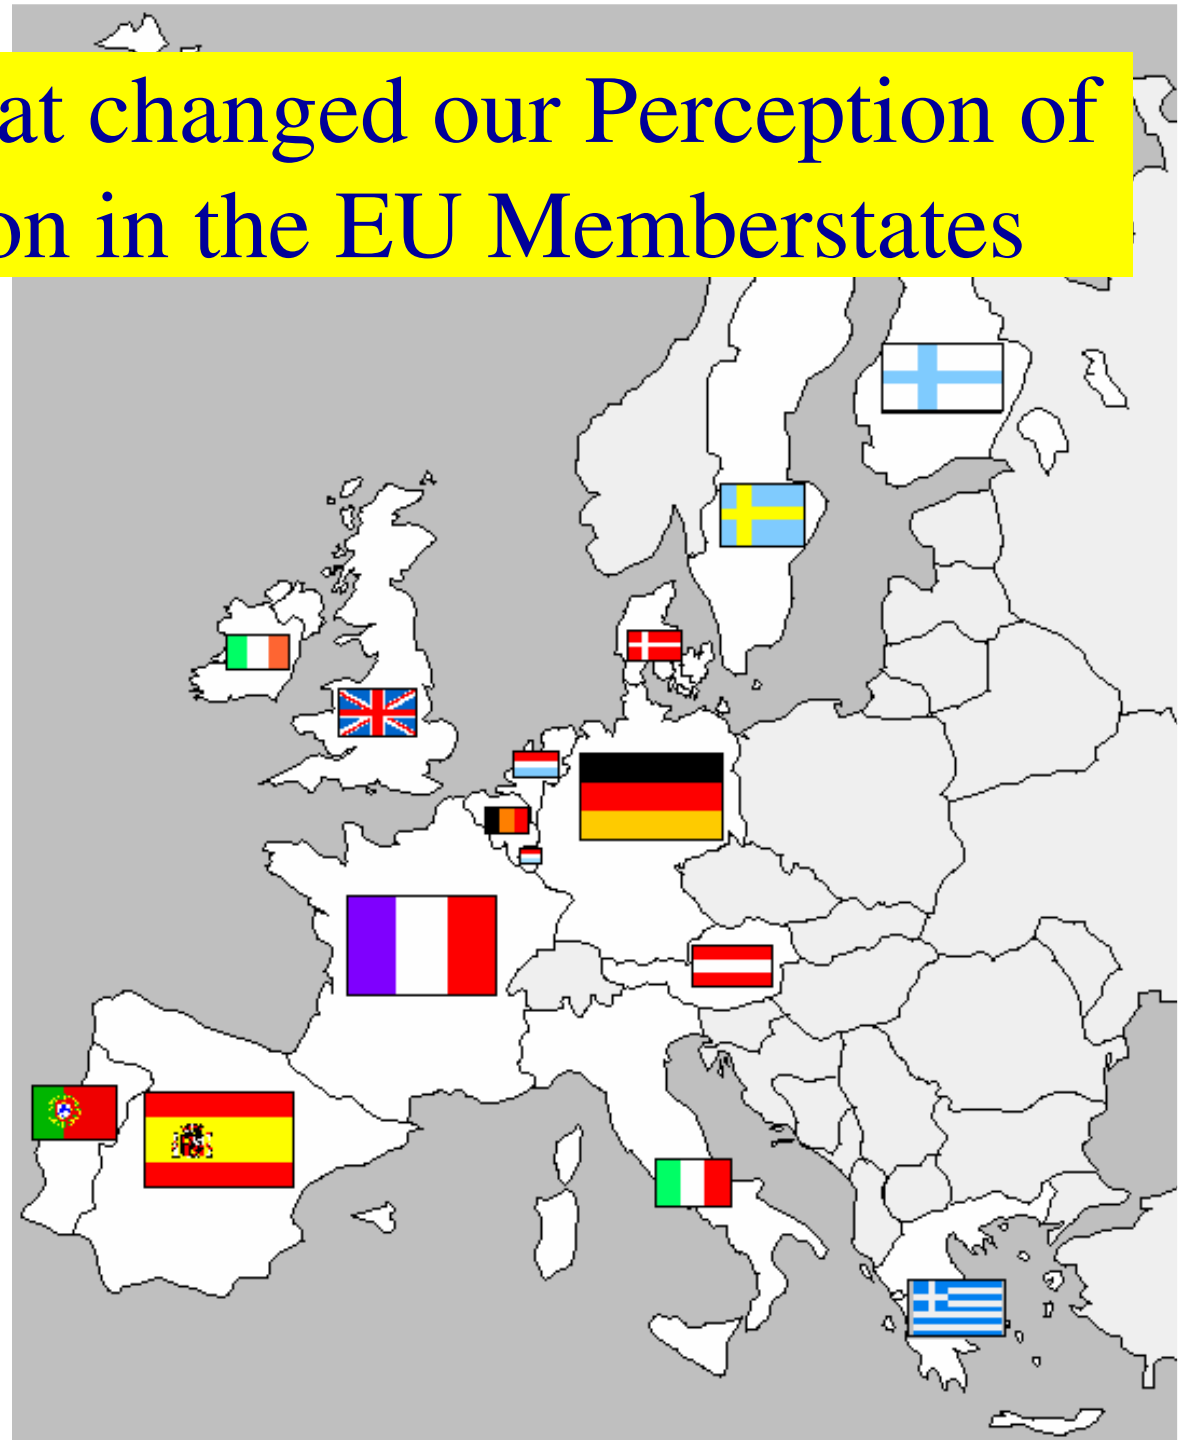 at changed our Perception of
on in the EU Memberstates